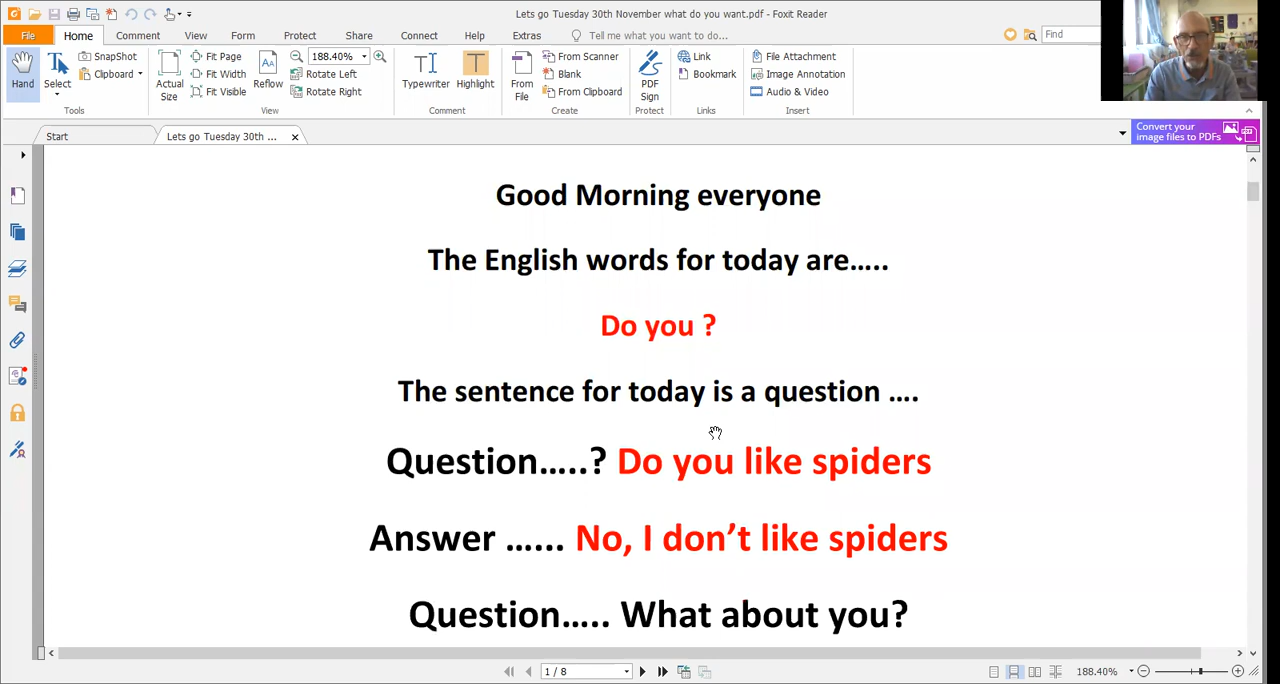 Lets go Tuesday 30th November what do you want.pdf - Foxit Reader
File Home Comment View Form Protect Share Connect Help Extras Tell me what you want to do... Find
Hand
Select
SnapShot
Clipboard
Tools
Actual Size
Fit Page
Fit Width
Fit Visible
Reflow
188.40%
Rotate Left
Rotate Right
View
Typewriter
Highlight
Comment
From File
From Scanner
Blank
From Clipboard
Create
PDF Sign
Protect
Link
Bookmark
Links
File Attachment
Image Annotation
Audio & Video
Insert
Start
Lets go Tuesday 30th ...
Convert your
image files to PDFs
Good Morning everyone
The English words for today are…..
Do you ?
The sentence for today is a question ….
Question…..? Do you like spiders
Answer …... No, I don’t like spiders
Question….. What about you?
1 / 8
188.40%